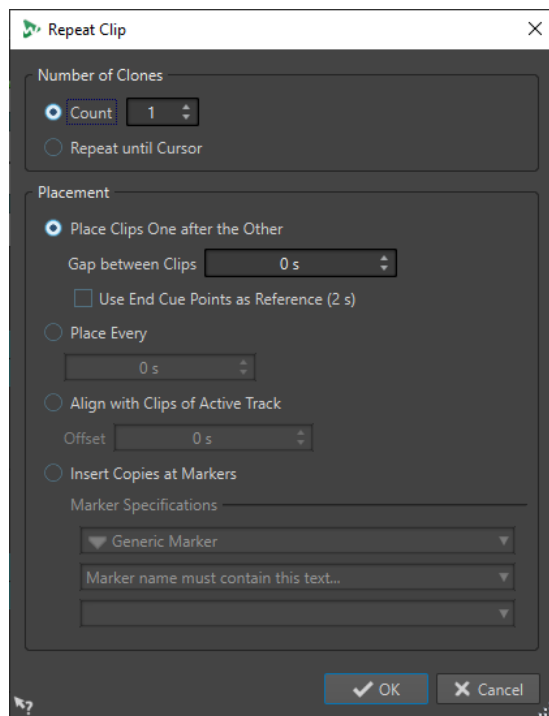 Repeat Clip
Number of Clones
Count 1
Repeat until Cursor
Placement
Place Clips One after the Other
Gap between Clips 0 s
Use End Cue Points as Reference (2 s)
Place Every
0 s
Align with Clips of Active Track
Offset 0 s
Insert Copies at Markers
Marker Specifications
Generic Marker
Marker name must contain this text...
OK Cancel
?